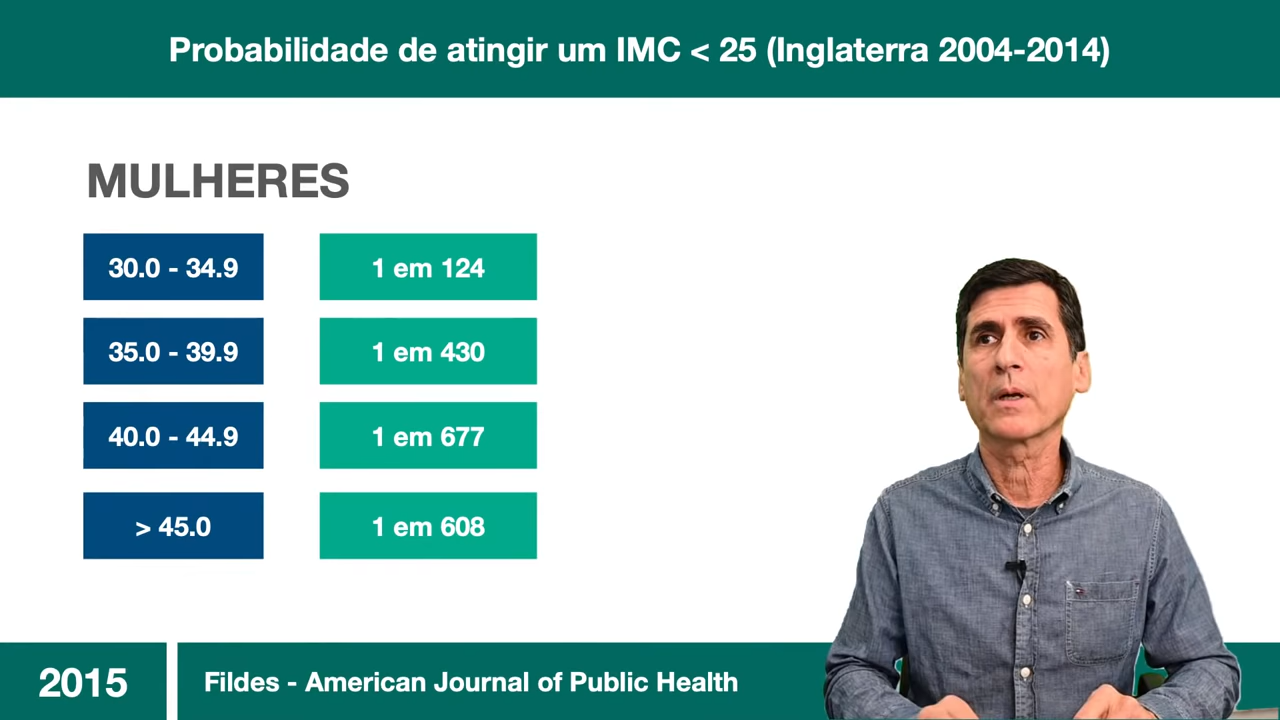 Probabilidade de atingir um IMC < 25 (Inglaterra 2004-2014)
MULHERES
30.0 - 34.9 1 em 124
35.0 - 39.9 1 em 430
40.0 - 44.9 1 em 677
> 45.0 1 em 608
2015 Fildes - American Journal of Public Health